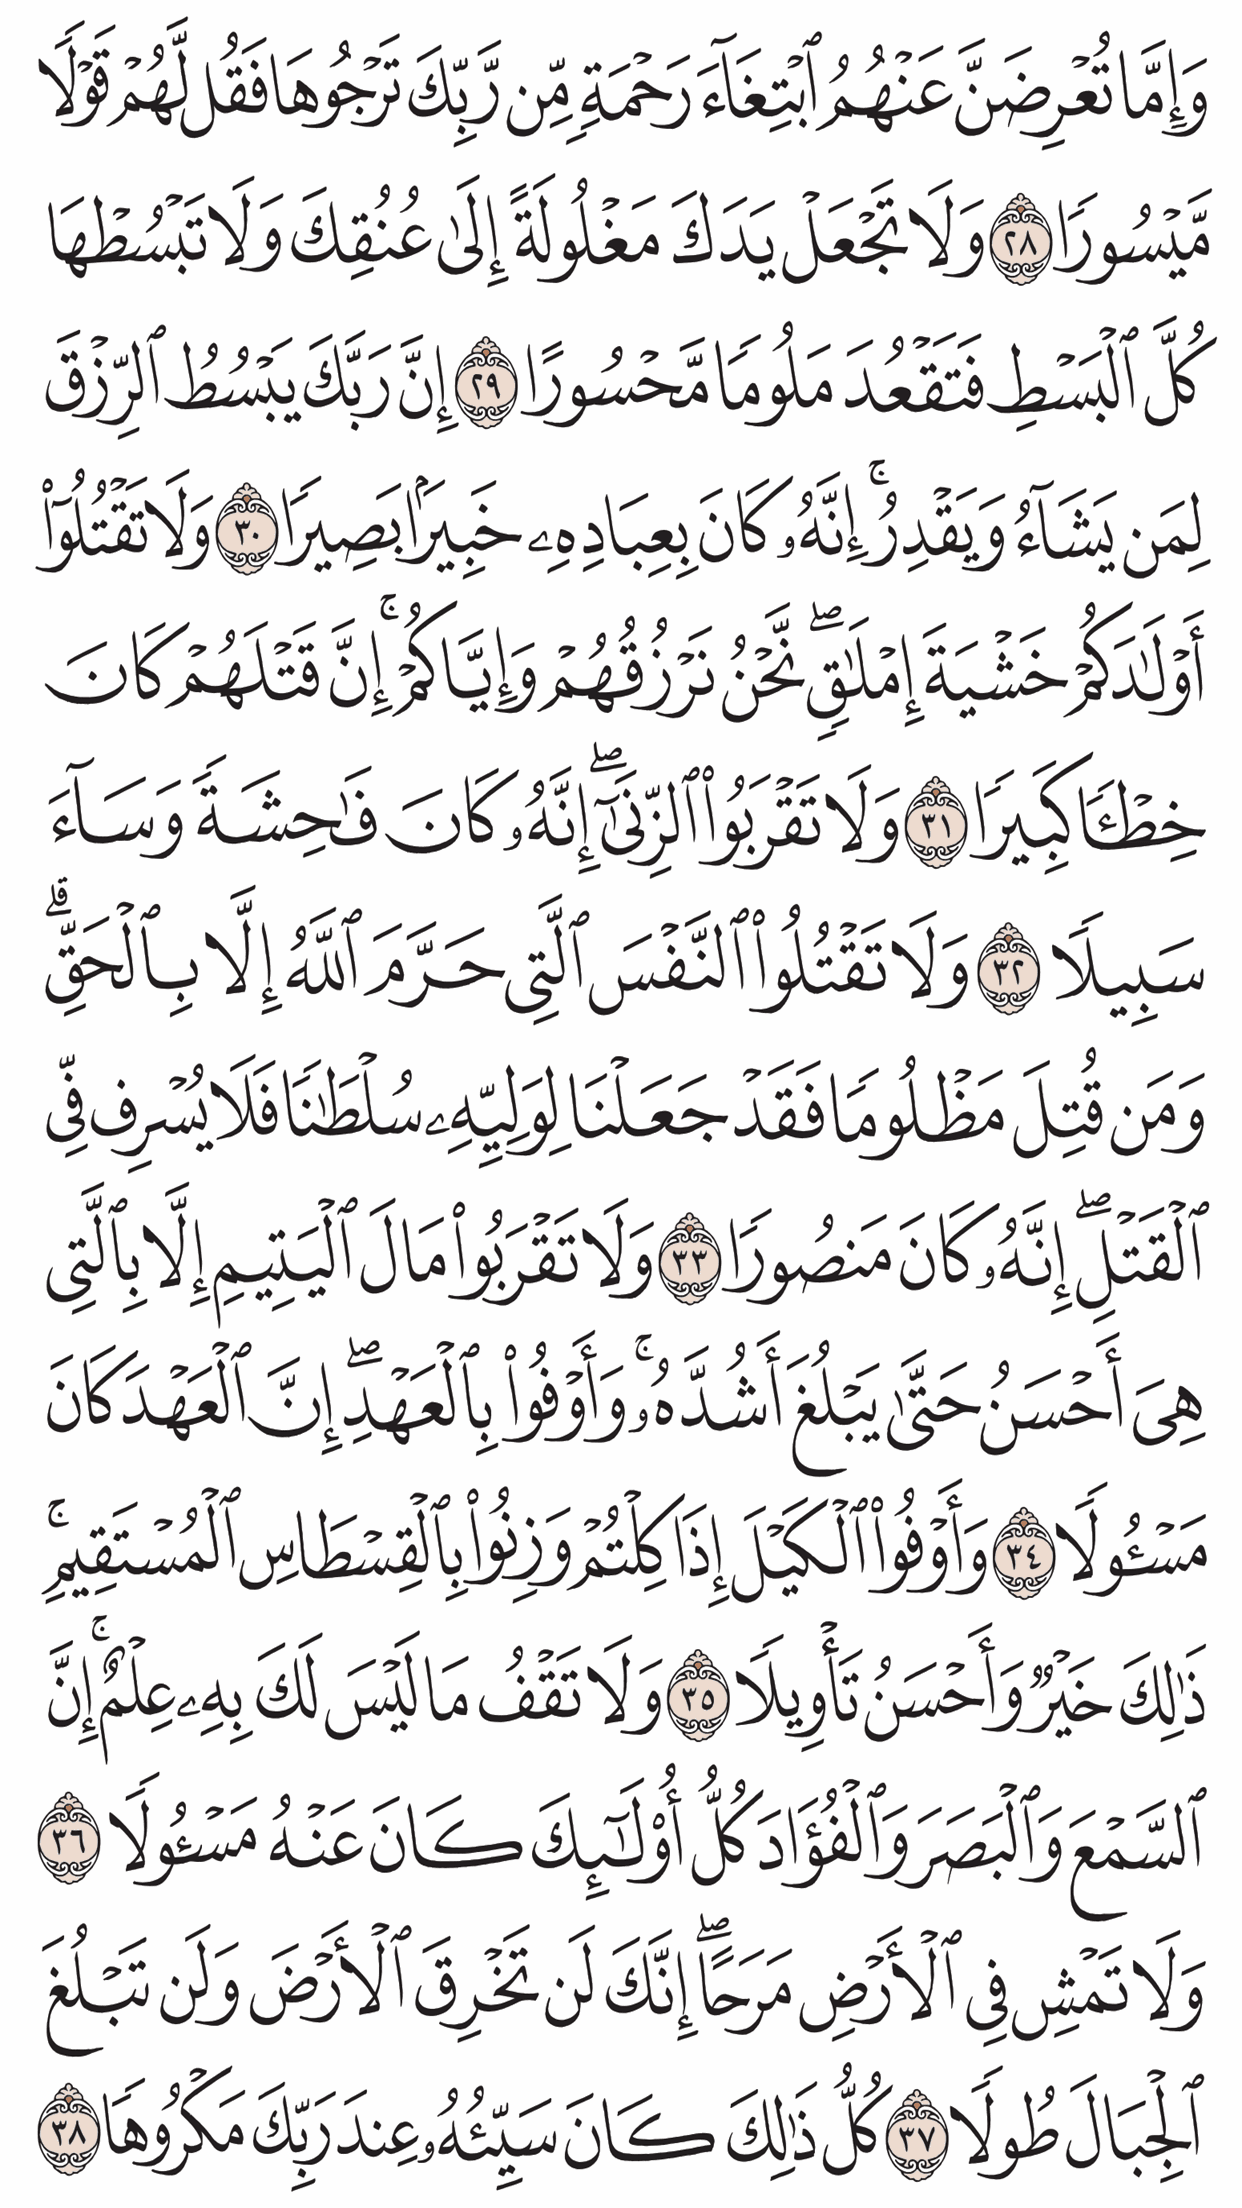 وَإِمَّا تُعۡرِضَنَّ عَنۡهُمُ ٱبۡتِغَآءَ رَحۡمَةٖ مِّن رَّبِّكَ تَرۡجُوهَا فَقُل لَّهُمۡ قَوۡلٗا
مَّيۡسُورٗا ٢٨ وَلَا تَجۡعَلۡ يَدَكَ مَغۡلُولَةً إِلَىٰ عُنُقِكَ وَلَا تَبۡسُطۡهَا
كُلَّ ٱلۡبَسۡطِ فَتَقۡعُدَ مَلُومٗا مَّحۡسُورًا ٢٩ إِنَّ رَبَّكَ يَبۡسُطُ ٱلرِّزۡقَ
لِمَن يَشَآءُ وَيَقۡدِرُۚ إِنَّهُۥ كَانَ بِعِبَادِهِۦ خَبِيرَۢا بَصِيرٗا ٣٠ وَلَا تَقۡتُلُوٓاْ
أَوۡلَٰدَكُمۡ خَشۡيَةَ إِمۡلَٰقٖۖ نَّحۡنُ نَرۡزُقُهُمۡ وَإِيَّاكُمۡۚ إِنَّ قَتۡلَهُمۡ كَانَ
خِطۡـٔٗا كَبِيرٗا ٣١ وَلَا تَقۡرَبُواْ ٱلزِّنَىٰٓۖ إِنَّهُۥ كَانَ فَٰحِشَةٗ وَسَآءَ
سَبِيلٗا ٣٢ وَلَا تَقۡتُلُواْ ٱلنَّفۡسَ ٱلَّتِي حَرَّمَ ٱللَّهُ إِلَّا بِٱلۡحَقِّۗ
وَمَن قُتِلَ مَظۡلُومٗا فَقَدۡ جَعَلۡنَا لِوَلِيِّهِۦ سُلۡطَٰنٗا فَلَا يُسۡرِف فِّي
ٱلۡقَتۡلِۖ إِنَّهُۥ كَانَ مَنصُورٗا ٣٣ وَلَا تَقۡرَبُواْ مَالَ ٱلۡيَتِيمِ إِلَّا بِٱلَّتِي
هِيَ أَحۡسَنُ حَتَّىٰ يَبۡلُغَ أَشُدَّهُۥۚ وَأَوۡفُواْ بِٱلۡعَهۡدِۖ إِنَّ ٱلۡعَهۡدَ كَانَ
مَسۡـُٔولٗا ٣٤ وَأَوۡفُواْ ٱلۡكَيۡلَ إِذَا كِلۡتُمۡ وَزِنُواْ بِٱلۡقِسۡطَاسِ ٱلۡمُسۡتَقِيمِۚ
ذَٰلِكَ خَيۡرٞ وَأَحۡسَنُ تَأۡوِيلٗا ٣٥ وَلَا تَقۡفُ مَا لَيۡسَ لَكَ بِهِۦ عِلۡمٌۚ إِنَّ
ٱلسَّمۡعَ وَٱلۡبَصَرَ وَٱلۡفُؤَادَ كُلُّ أُوْلَٰٓئِكَ كَانَ عَنۡهُ مَسۡـُٔولٗا ٣٦
وَلَا تَمۡشِ فِي ٱلۡأَرۡضِ مَرَحًاۖ إِنَّكَ لَن تَخۡرِقَ ٱلۡأَرۡضَ وَلَن تَبۡلُغَ
ٱلۡجِبَالَ طُولٗا ٣٧ كُلُّ ذَٰلِكَ كَانَ سَيِّئُهُۥ عِندَ رَبِّكَ مَكۡرُوهٗا ٣٨